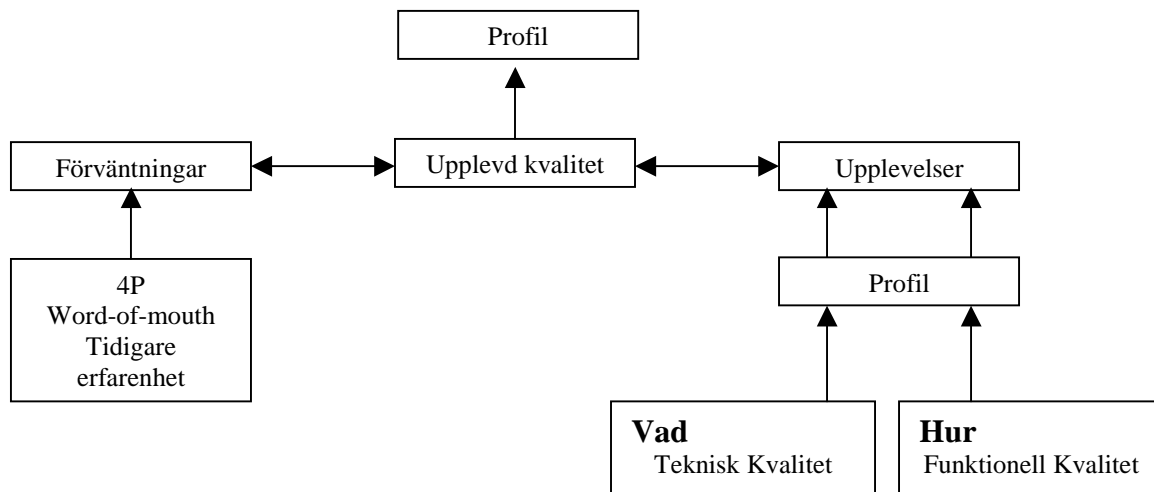 Profil
Förväntningar
Upplevd kvalitet
Upplevelser
4P
Word-of-mouth
Tidigare
erfarenhet
Profil
Vad
Teknisk Kvalitet
Hur
Funktionell Kvalitet